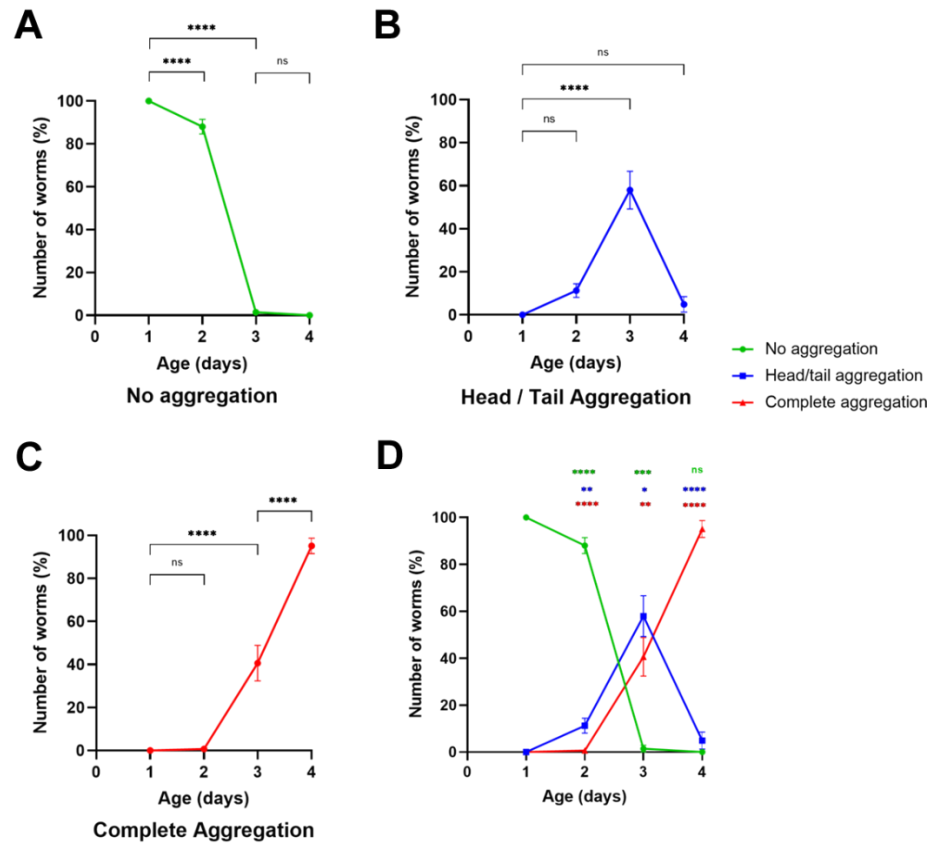 A
****
****
ns
100
80
60
40
20
0
Number of worms (%)
0 1 2 3 4
Age (days)
No aggregation
B
ns
****
ns
100
80
60
40
20
0
Number of worms (%)
0 1 2 3 4
Age (days)
Head / Tail Aggregation
No aggregation
Head/tail aggregation
Complete aggregation
C
****
****
ns
100
80
60
40
20
0
Number of worms (%)
0 1 2 3 4
Age (days)
Complete Aggregation
D
**** *** ns
** * ****
**** ** ****
100
80
60
40
20
0
Number of worms (%)
0 1 2 3 4
Age (days)